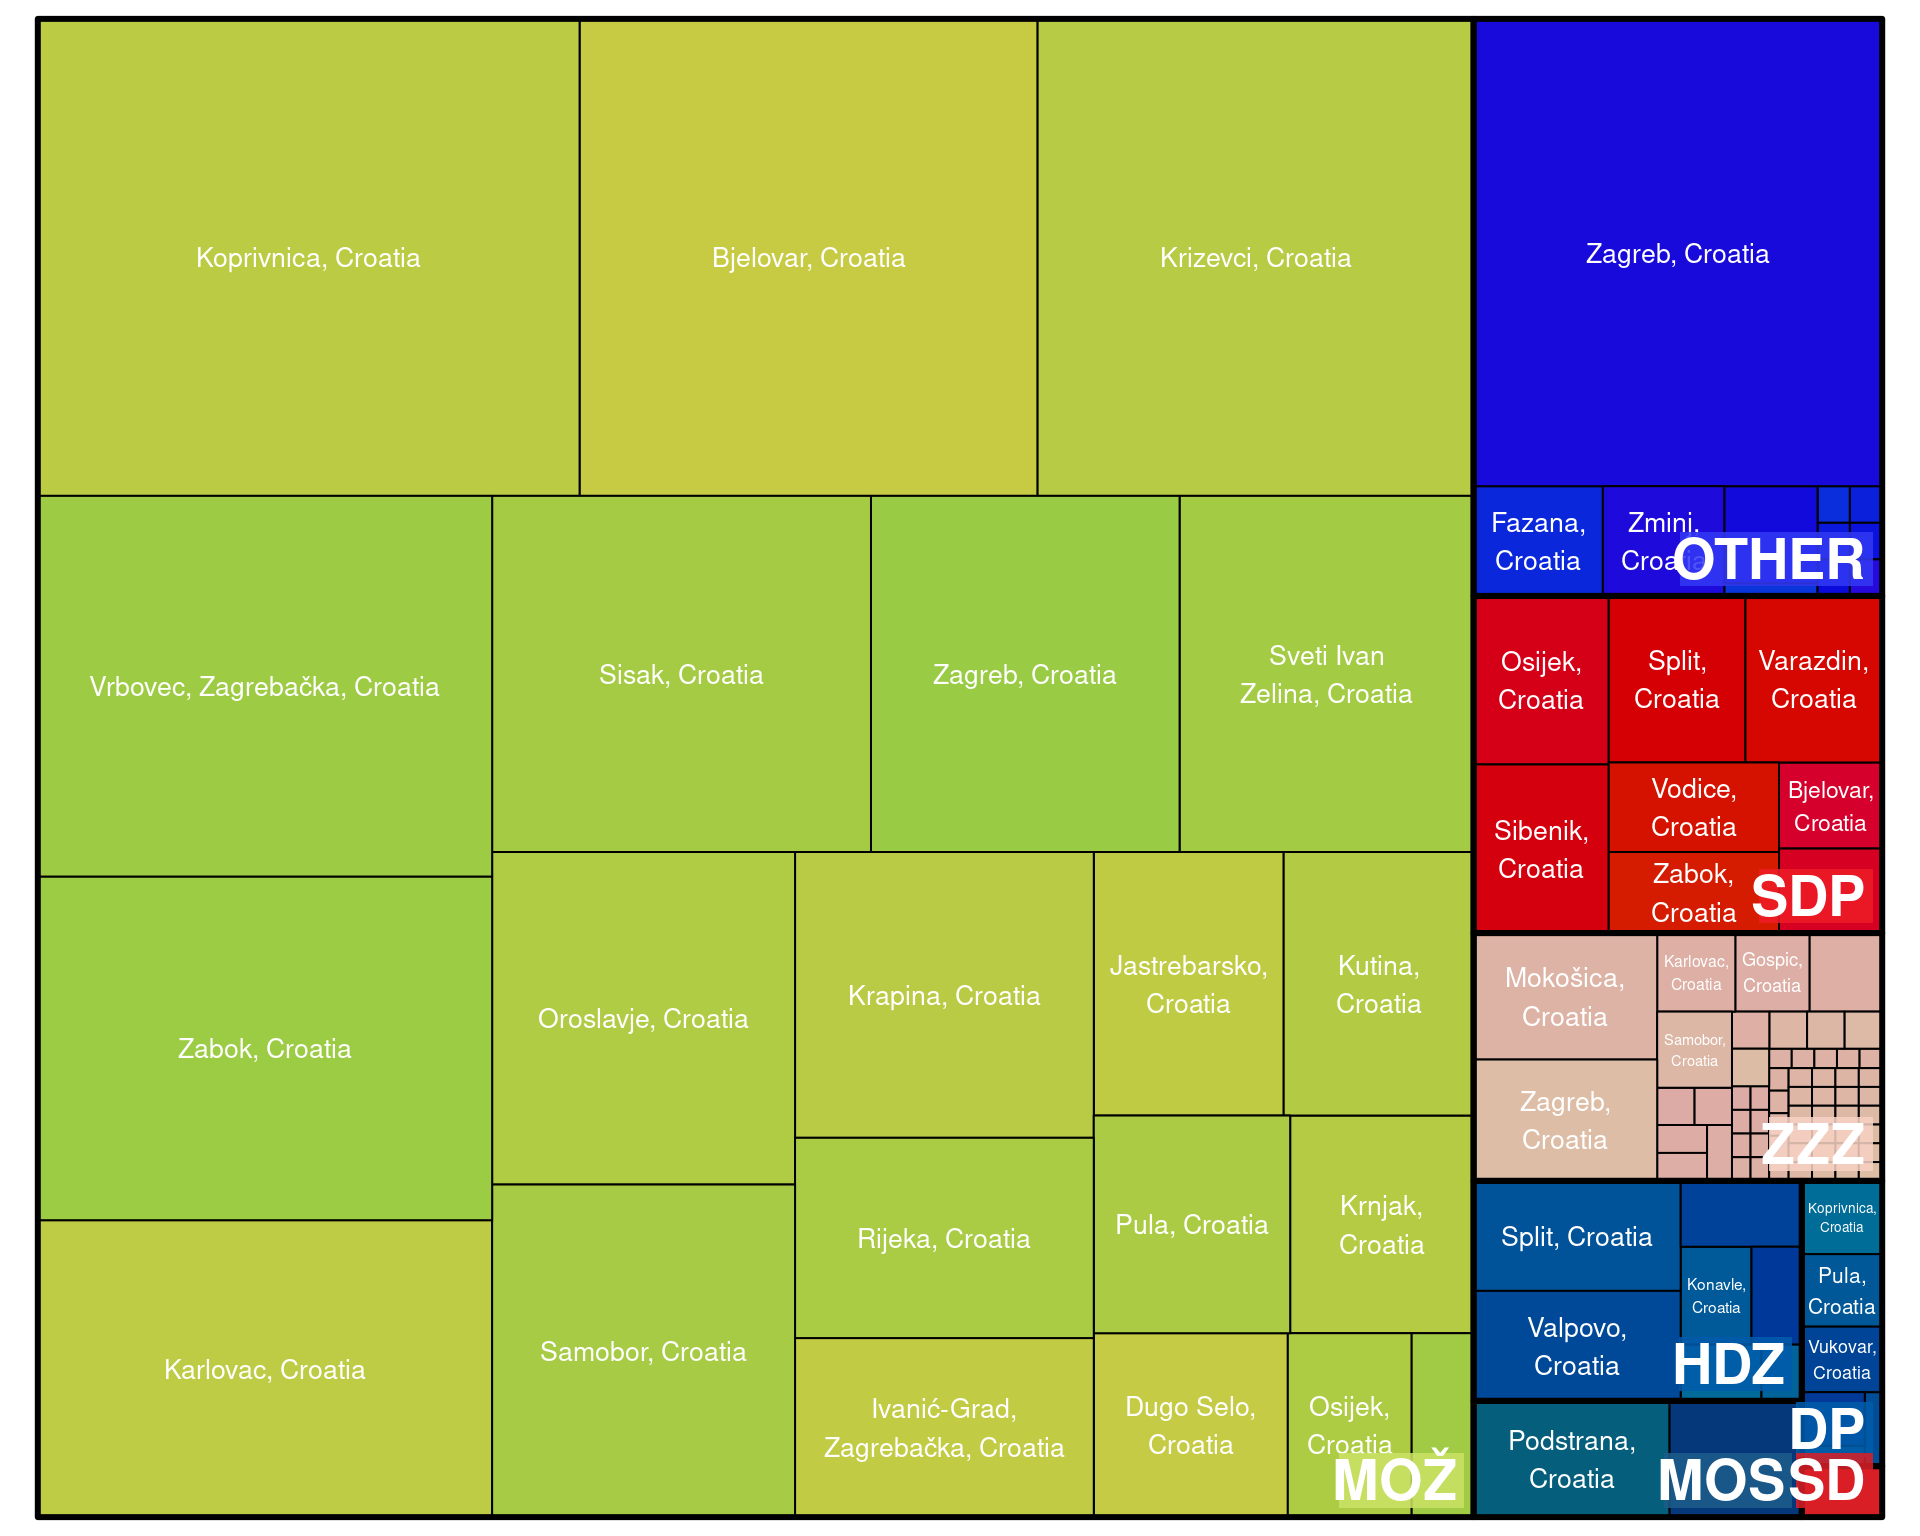 Koprivnica, Croatia
Bjelovar, Croatia
Krizevci, Croatia
Vrbovec, Zagrebačka, Croatia
Sisak, Croatia
Zagreb, Croatia
Sveti Ivan
Zelina, Croatia
Zabok, Croatia
Oroslavje, Croatia
Krapina, Croatia
Jastrebarsko,
Croatia
Kutina,
Croatia
Karlovac, Croatia
Samobor, Croatia
Rijeka, Croatia
Pula, Croatia
Krnjak,
Croatia
Ivanić-Grad,
Zagrebačka, Croatia
Dugo Selo,
Croatia
Osijek,
Croatia
MOŽ
Zagreb, Croatia
Fazana,
Croatia
Zminj,
Croatia
OTHER
Osijek,
Croatia
Split,
Croatia
Varazdin,
Croatia
Sibenik,
Croatia
Vodice,
Croatia
Bjelovar,
Croatia
Zabok,
Croatia
SDP
Mokošica,
Croatia
Karlovac,
Croatia
Gospic,
Croatia
Samobor,
Croatia
Zagreb,
Croatia
ZZZ
Split, Croatia
Konavle,
Croatia
Valpovo,
Croatia
HDZ
Koprivnica,
Croatia
Pula,
Croatia
Vukovar,
Croatia
DP
Podstrana,
Croatia
MOS
SD